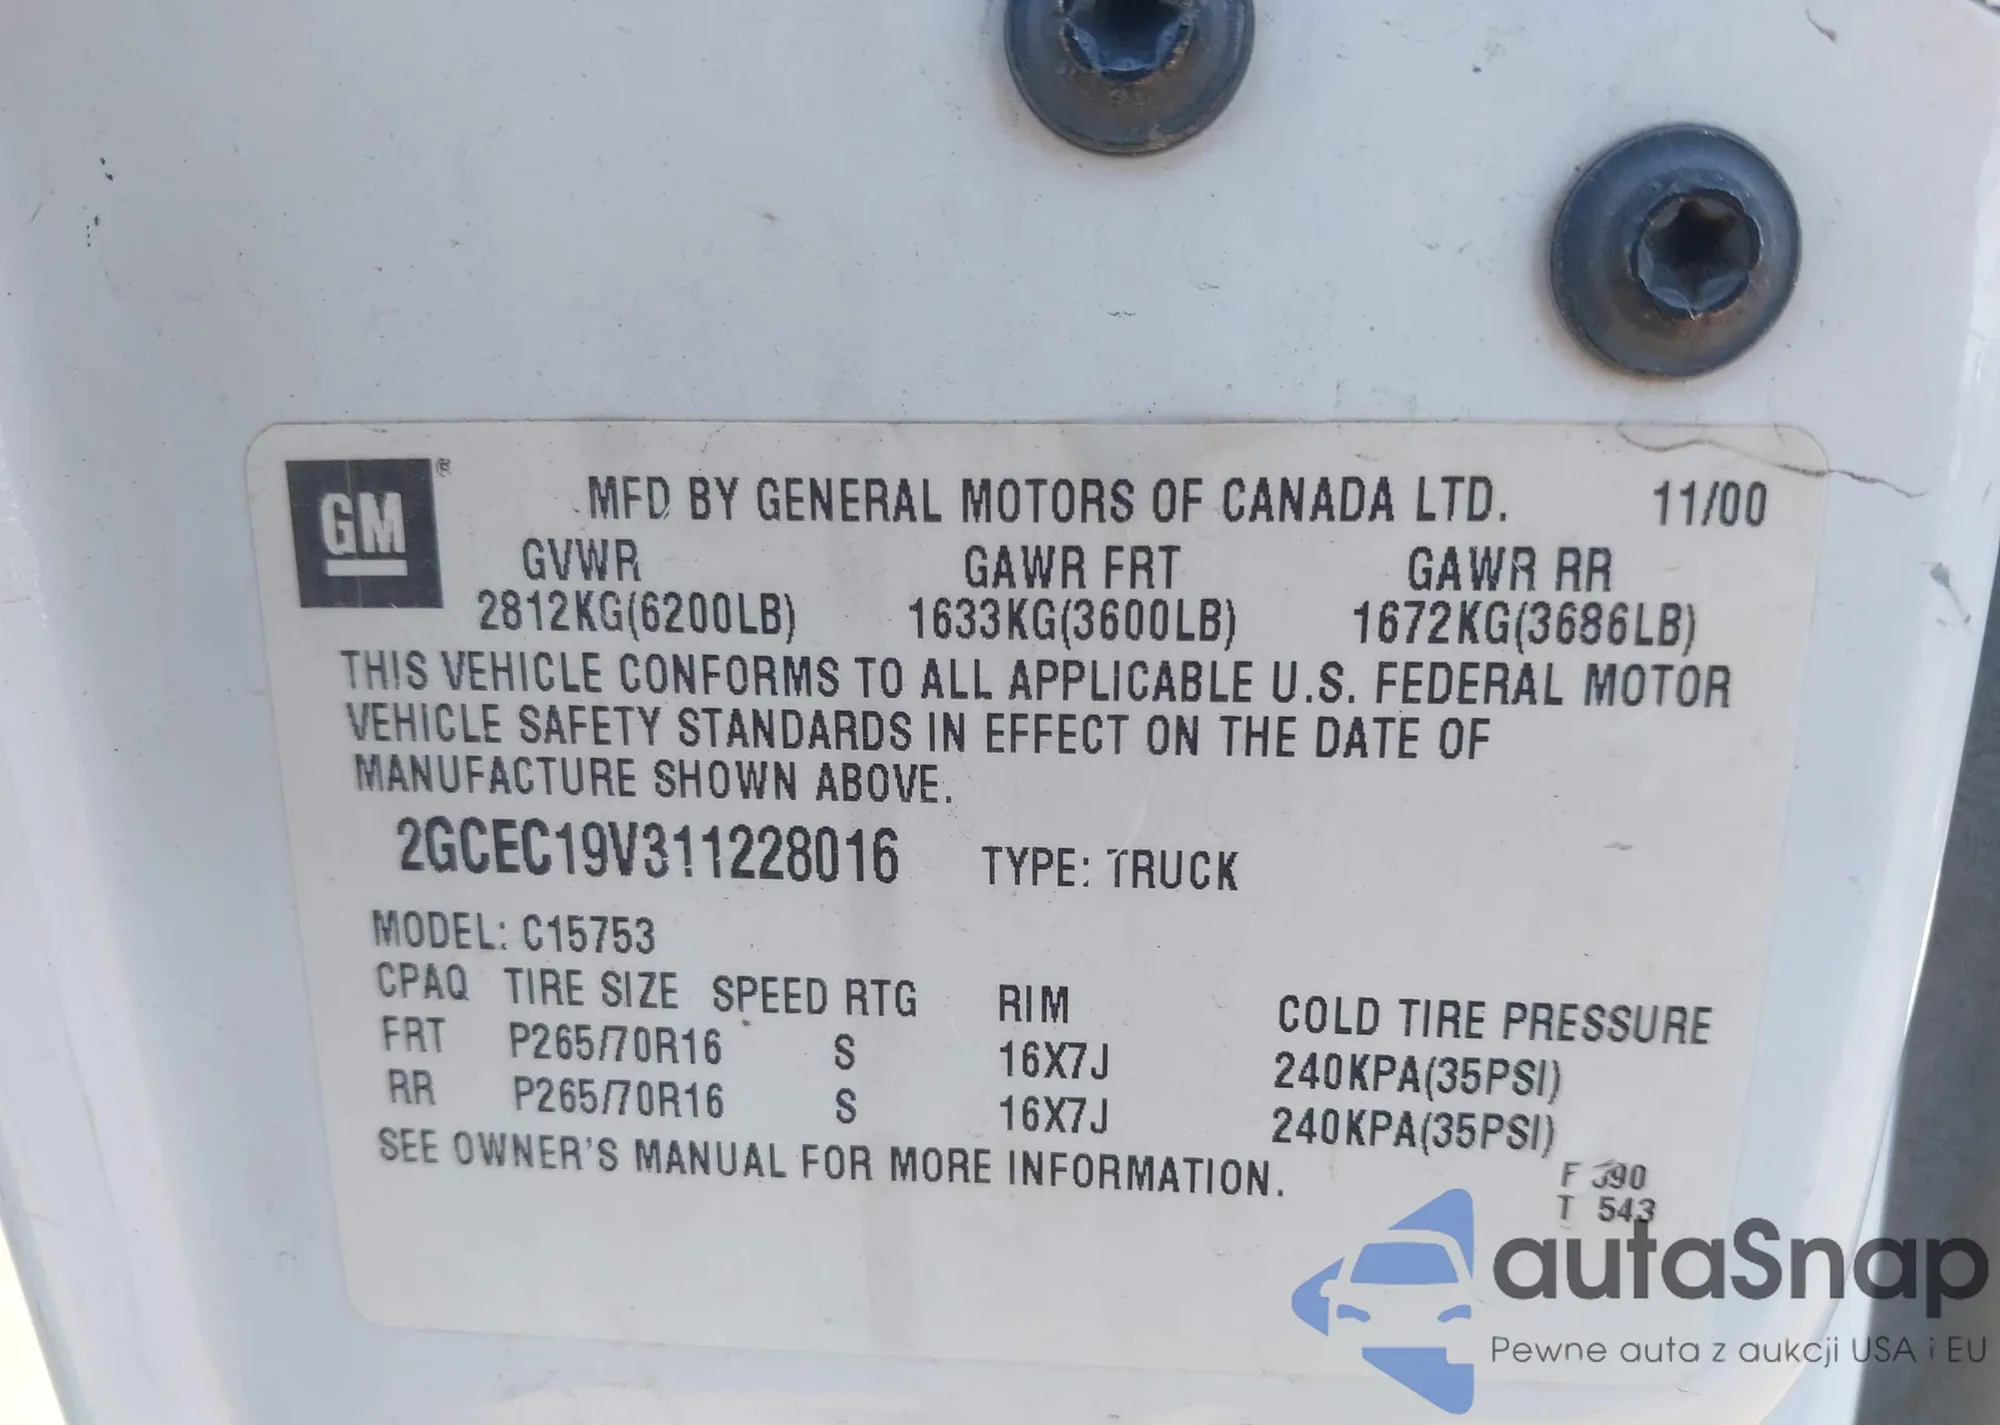 GM®
MFD BY GENERAL MOTORS OF CANADA LTD. 11/00
GVWR GAWR FRT GAWR RR
2812KG(6200LB) 1633KG(3600LB) 1672KG(3686LB)
THIS VEHICLE CONFORMS TO ALL APPLICABLE U.S. FEDERAL MOTOR
VEHICLE SAFETY STANDARDS IN EFFECT ON THE DATE OF
MANUFACTURE SHOWN ABOVE.
2GCEC19V311228016 TYPE: TRUCK
MODEL: C15753
CPAQ TIRE SIZE SPEED RTG RIM COLD TIRE PRESSURE
FRT P265/70R16 S 16X7J 240KPA(35PSI)
RR P265/70R16 S 16X7J 240KPA(35PSI)
SEE OWNER'S MANUAL FOR MORE INFORMATION.
F 390
T 543
autaSnap
Pewne auta z aukcji USA i EU